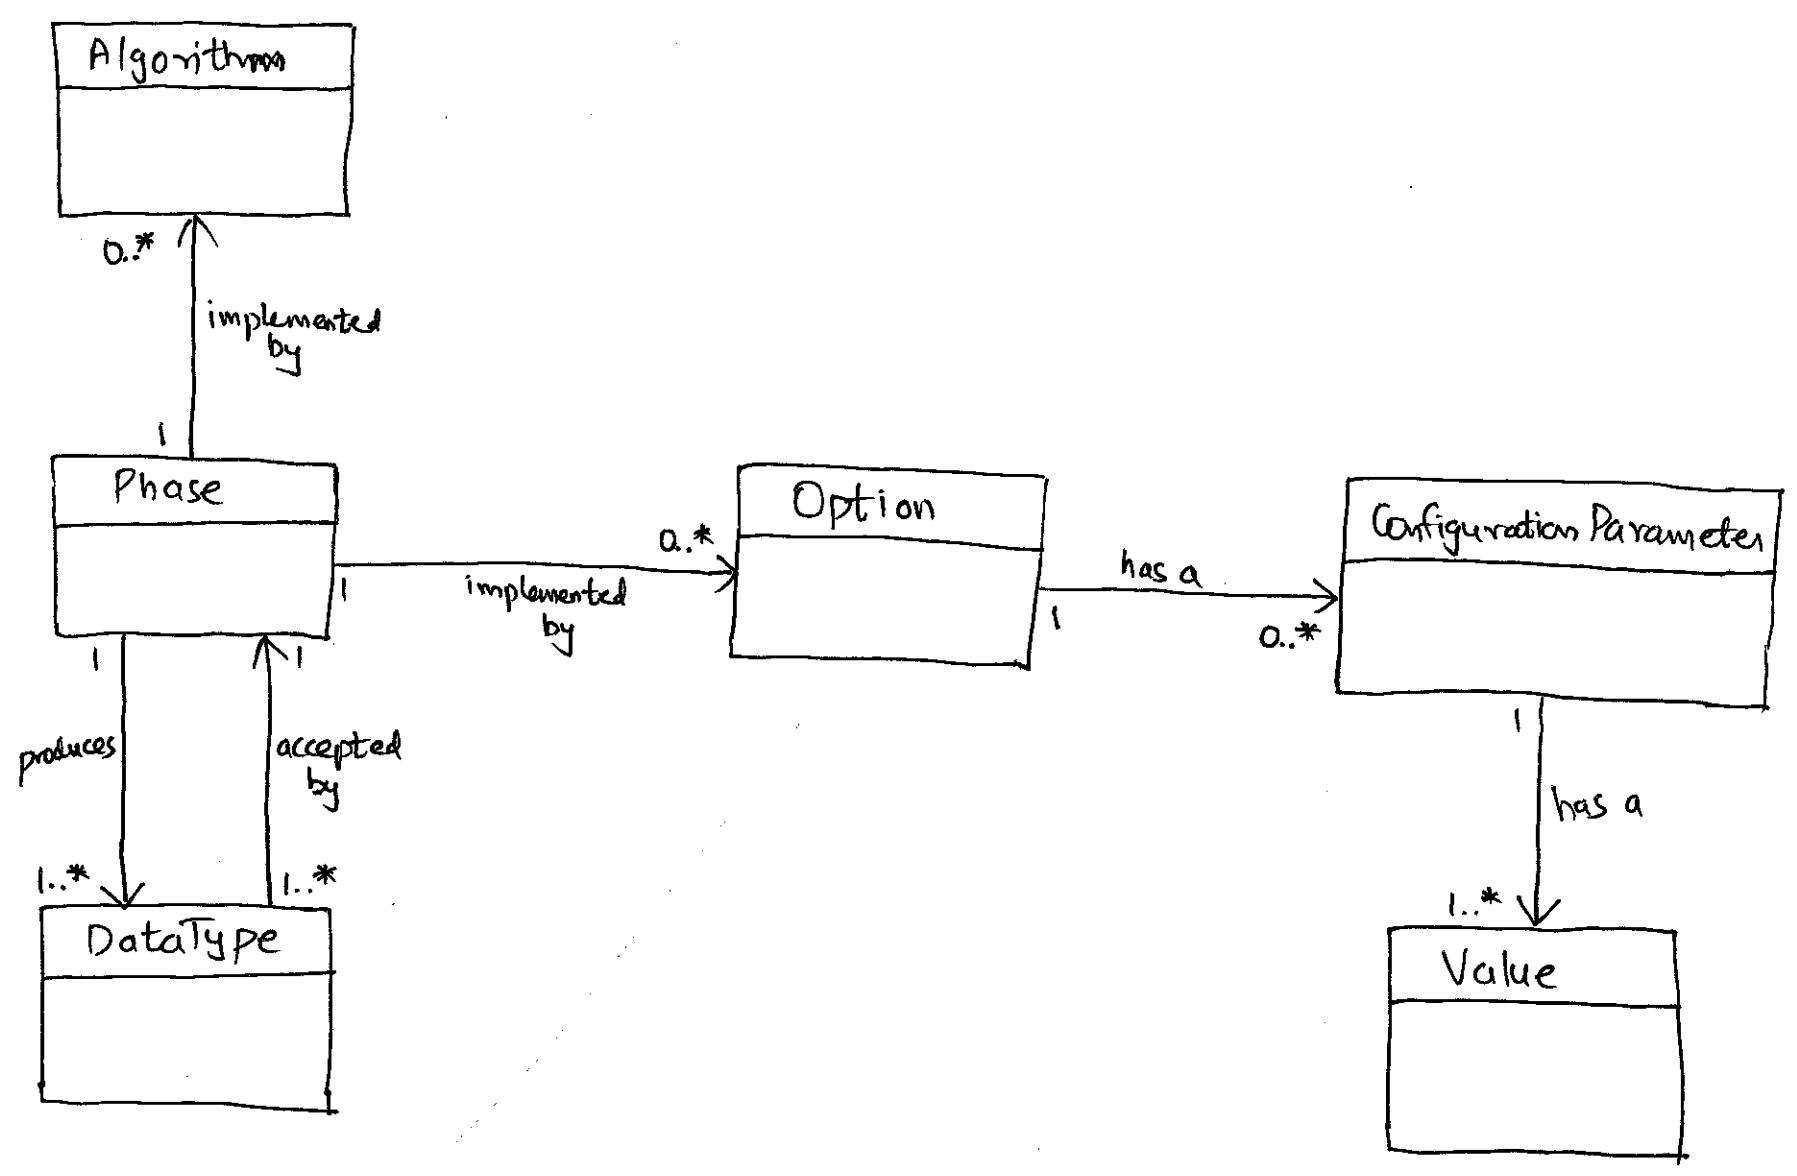 Algorithm
0..*
implemented
by
1
Phase
1
implemented
by
0..*
Option
1
has a
0..*
Configuration Parameter
1
has a
1..*
Value
1
produces
1..*
1
accepted
by
1..*
DataType